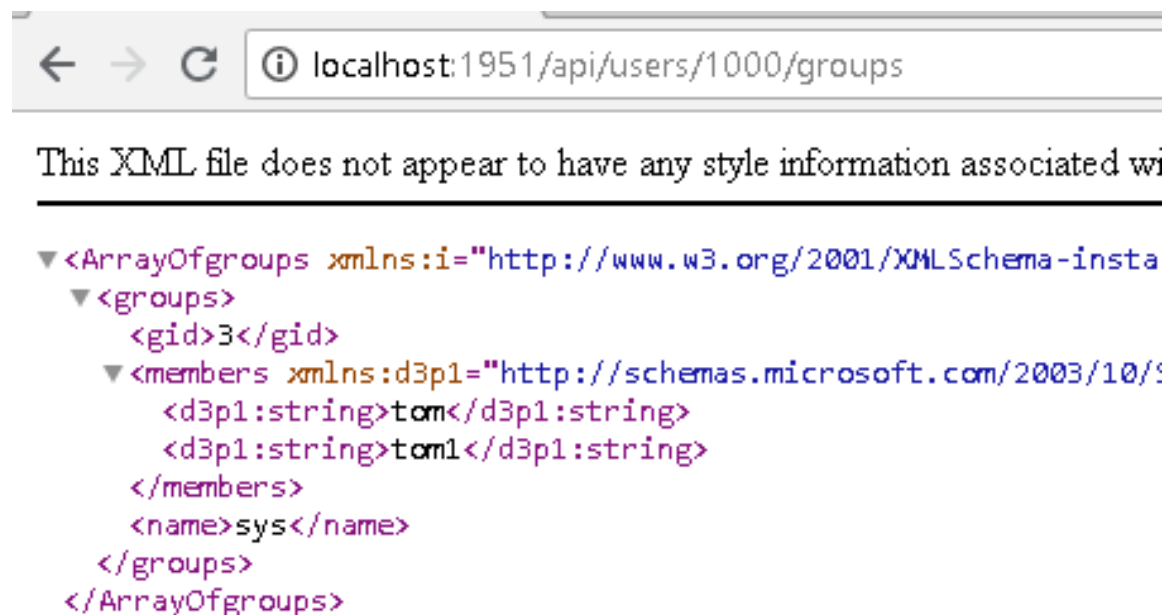 localhost:1951/api/users/1000/groups
This XML file does not appear to have any style information associated wi
<ArrayOfgroups xmlns:i="http://www.w3.org/2001/XMLSchema-insta
<groups>
<gid>3</gid>
<members xmlns:d3p1="http://schemas.microsoft.com/2003/10/S
<d3p1:string>tom</d3p1:string>
<d3p1:string>tom1</d3p1:string>
</members>
<name>sys</name>
</groups>
</ArrayOfgroups>